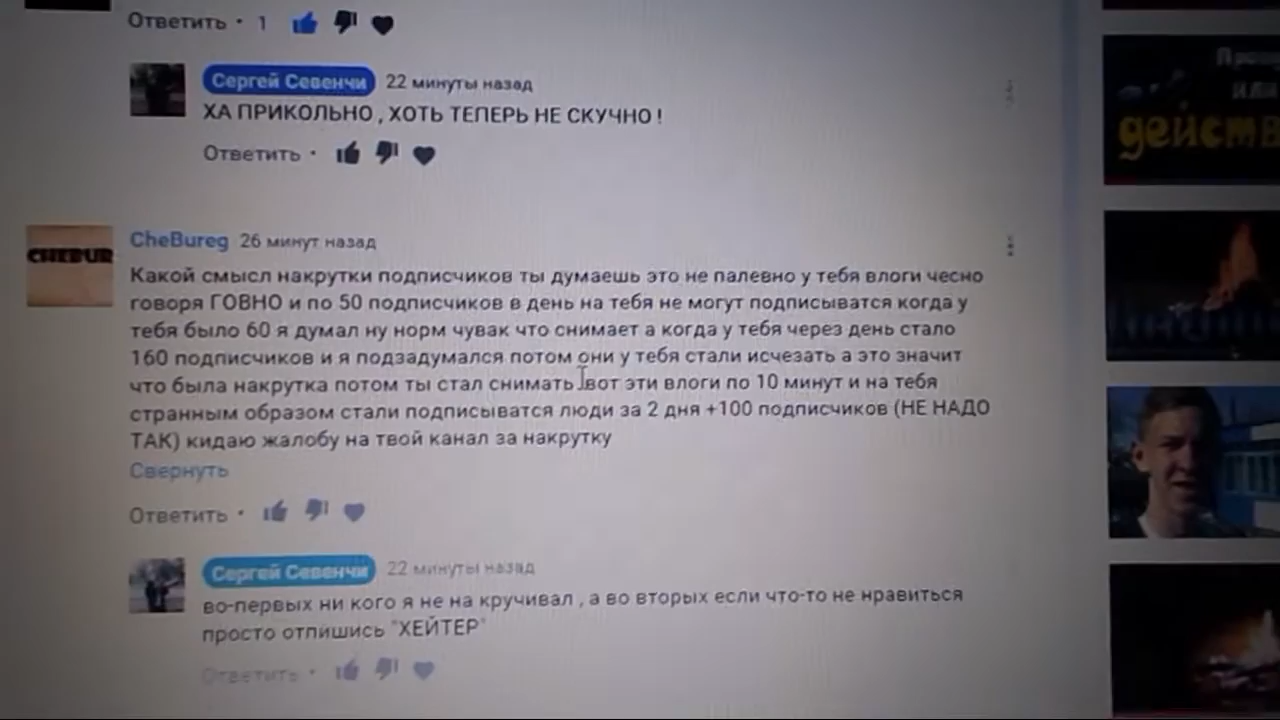 Ответить · 1
Сергей Севенчи 22 минуты назад
ХА ПРИКОЛЬНО , ХОТЬ ТЕПЕРЬ НЕ СКУЧНО !
Ответить ·
CheBureg 26 минут назад
CHEBUR
Какой смысл накрутки подписчиков ты думаешь это не палевно у тебя влоги чесно
говоря ГОВНО и по 50 подписчиков в день на тебя не могут подписыватся когда у
тебя было 60 я думал ну норм чувак что снимает а когда у тебя через день стало
160 подписчиков и я подзадумался потом они у тебя стали исчезать а это значит
что была накрутка потом ты стал снимать вот эти влоги по 10 минут и на тебя
странным образом стали подписыватся люди за 2 дня +100 подписчиков (НЕ НАДО
ТАК) кидаю жалобу на твой канал за накрутку
Свернуть
Ответить ·
Сергей Севенчи 22 минуты назад
во-первых ни кого я не на кручивал , а во вторых если что-то не нравиться
просто отпишись "ХЕЙТЕР"
Ответить ·
или
действ